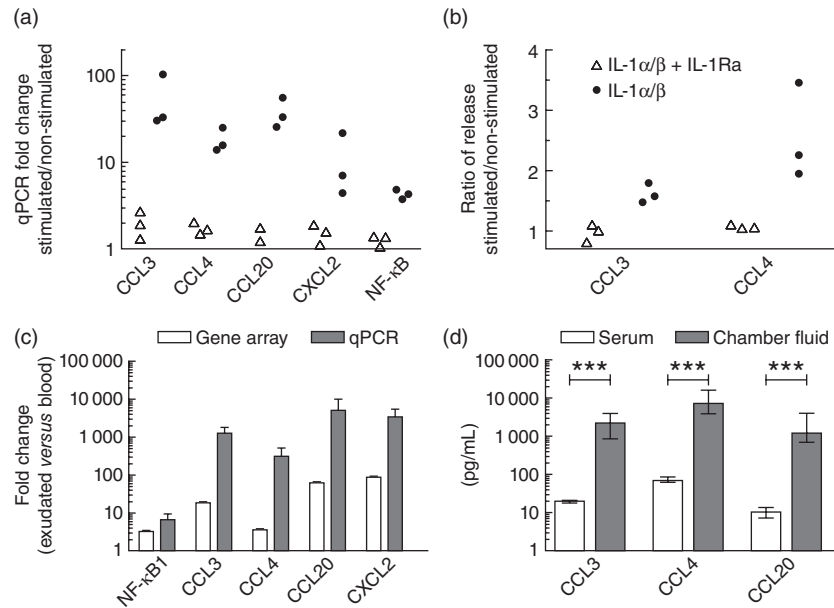 (a)
qPCR fold change
stimulated/non-stimulated
100
10
1
CCL3
CCL4
CCL20
CXCL2
NF-κB
(b)
Ratio of release
stimulated/non-stimulated
4
3
2
1
IL-1α/β + IL-1Ra
IL-1α/β
CCL3
CCL4
(c)
Gene array
qPCR
Fold change
(exudated versus blood)
100 000
10 000
1 000
100
10
1
NF-κB1
CCL3
CCL4
CCL20
CXCL2
(d)
Serum
Chamber fluid
(pg/mL)
100 000
10 000
1 000
100
10
1
***
***
***
CCL3
CCL4
CCL20